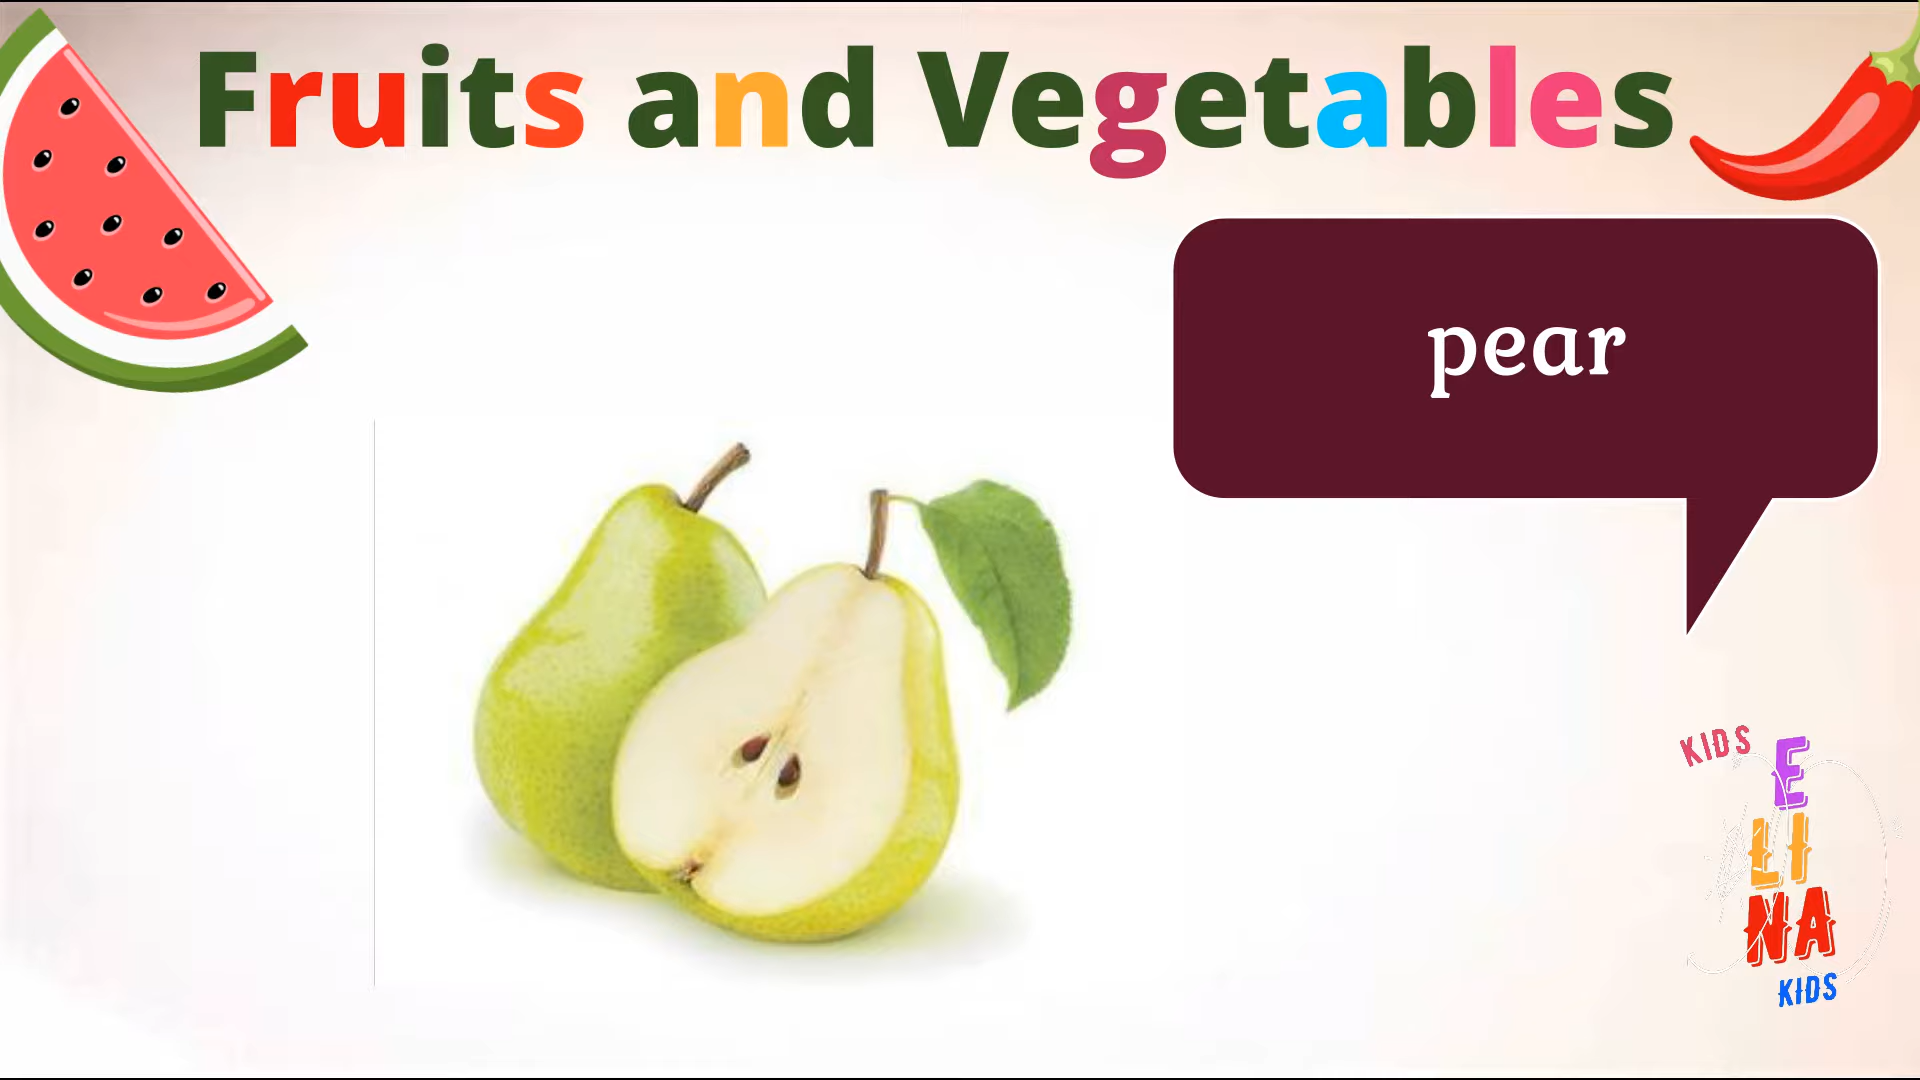 Fruits and Vegetables
pear
KIDS
E
LI
NA
KIDS